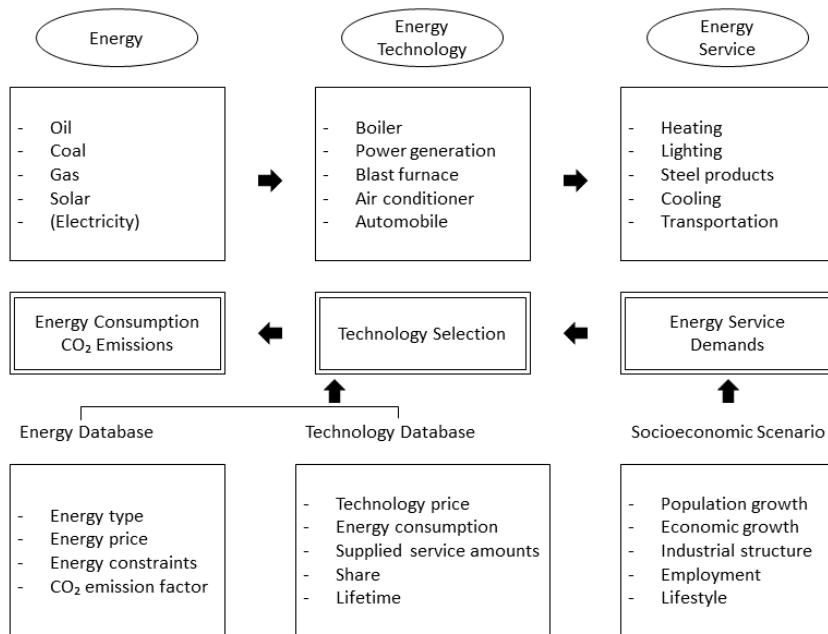 Energy
Energy
Technology
Energy
Service
- Oil
- Coal
- Gas
- Solar
- (Electricity)
- Boiler
- Power generation
- Blast furnace
- Air conditioner
- Automobile
- Heating
- Lighting
- Steel products
- Cooling
- Transportation
Energy Consumption
CO₂ Emissions
Technology Selection
Energy Service
Demands
Energy Database
Technology Database
Socioeconomic Scenario
- Energy type
- Energy price
- Energy constraints
- CO₂ emission factor
- Technology price
- Energy consumption
- Supplied service amounts
- Share
- Lifetime
- Population growth
- Economic growth
- Industrial structure
- Employment
- Lifestyle